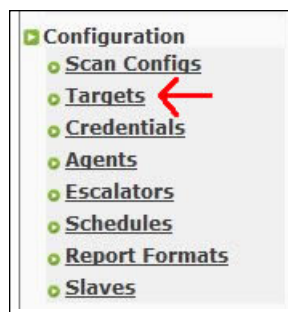 Configuration
Scan Configs
Targets
Credentials
Agents
Escalators
Schedules
Report Formats
Slaves